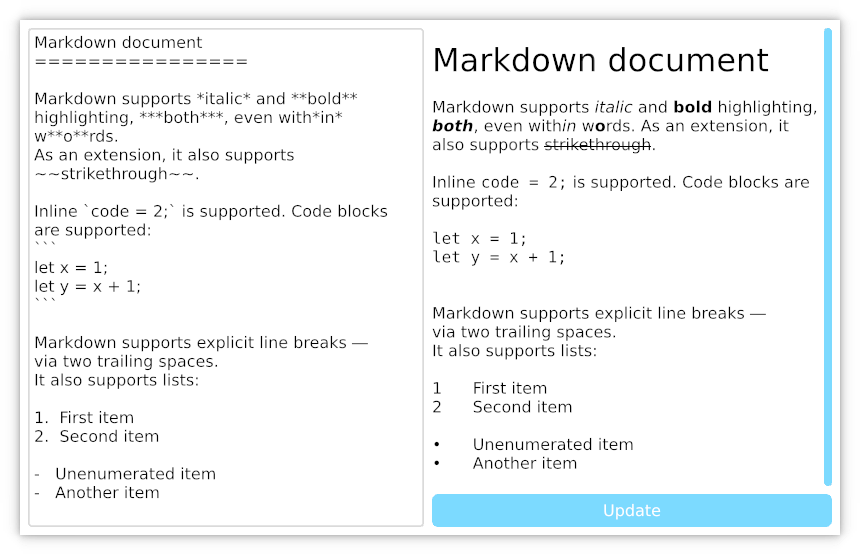 Markdown document
================
Markdown supports *italic* and **bold**
highlighting, ***both***, even with*in*
w**o**rds.
As an extension, it also supports
~~strikethrough~~.
Inline `code = 2;` is supported. Code blocks
are supported:
```
let x = 1;
let y = x + 1;
```
Markdown supports explicit line breaks —
via two trailing spaces.
It also supports lists:
1.  First item
2.  Second item
-   Unenumerated item
-   Another item
Markdown document
Markdown supports italic and bold highlighting,
both, even within words. As an extension, it
also supports strikethrough.
Inline code = 2; is supported. Code blocks are
supported:
let x = 1;
let y = x + 1;
Markdown supports explicit line breaks —
via two trailing spaces.
It also supports lists:
1 First item
2 Second item
• Unenumerated item
• Another item
Update